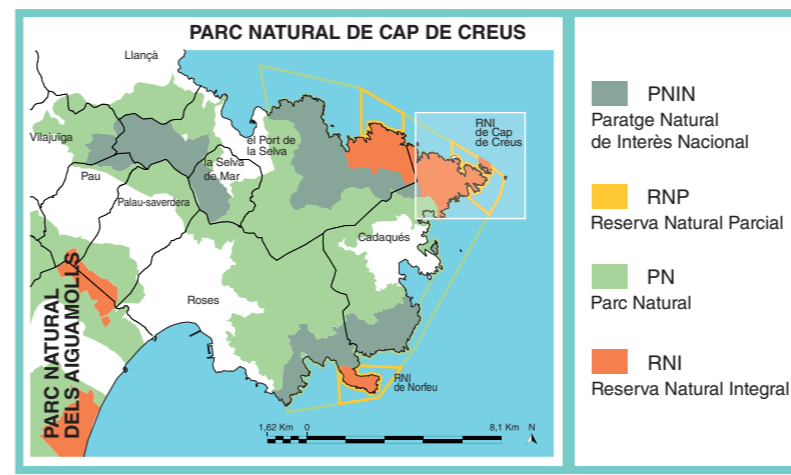 PARC NATURAL DE CAP DE CREUS
Llançà
Vilajuïga
Pau
la Selva
de Mar
el Port de
la Selva
RNI
de Cap
de Creus
Palau-saverdera
Cadaqués
Roses
PARC NATURAL
DELS AIGUAMOLLS
RNI
de Norfeu
1,62 Km 0 8,1 Km N
PNIN
Paratge Natural
de Interès Nacional
RNP
Reserva Natural Parcial
PN
Parc Natural
RNI
Reserva Natural Integral